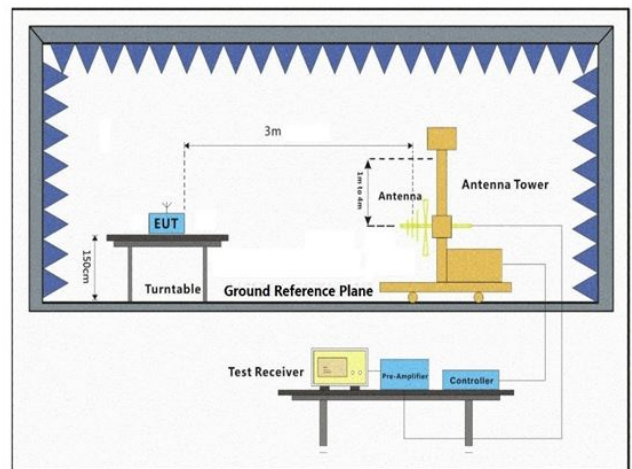 3m
1m to 4m
Antenna
Antenna Tower
EUT
150cm
Turntable
Ground Reference Plane
Test Receiver
Pre-Amplifier
Controller